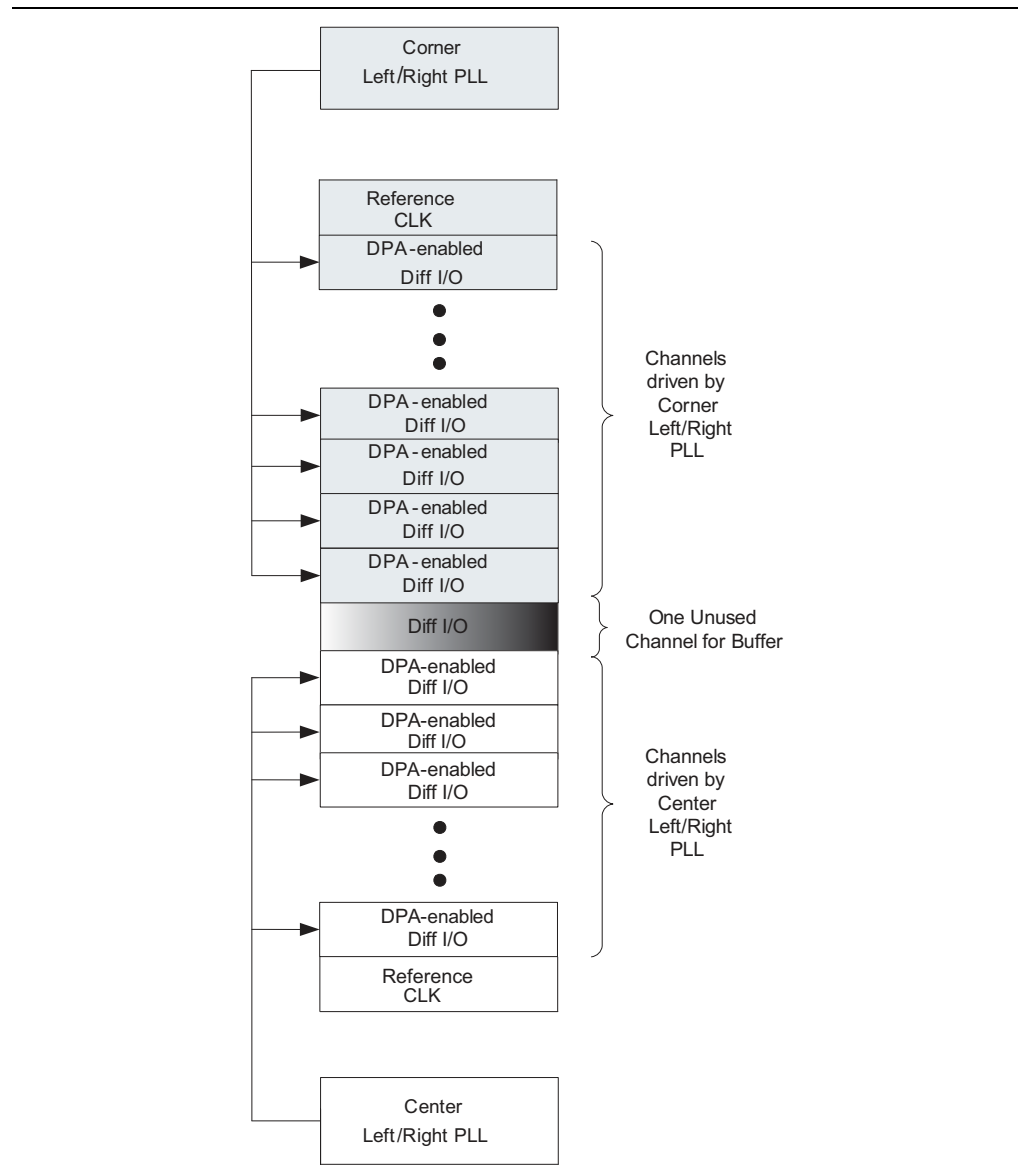 Corner
Left/Right PLL
Reference
CLK
DPA-enabled
Diff I/O
DPA-enabled
Diff I/O
DPA-enabled
Diff I/O
DPA-enabled
Diff I/O
DPA-enabled
Diff I/O
Channels
driven by
Corner
Left/Right
PLL
Diff I/O
One Unused
Channel for Buffer
DPA-enabled
Diff I/O
DPA-enabled
Diff I/O
DPA-enabled
Diff I/O
DPA-enabled
Diff I/O
Channels
driven by
Center
Left/Right
PLL
Reference
CLK
Center
Left/Right PLL